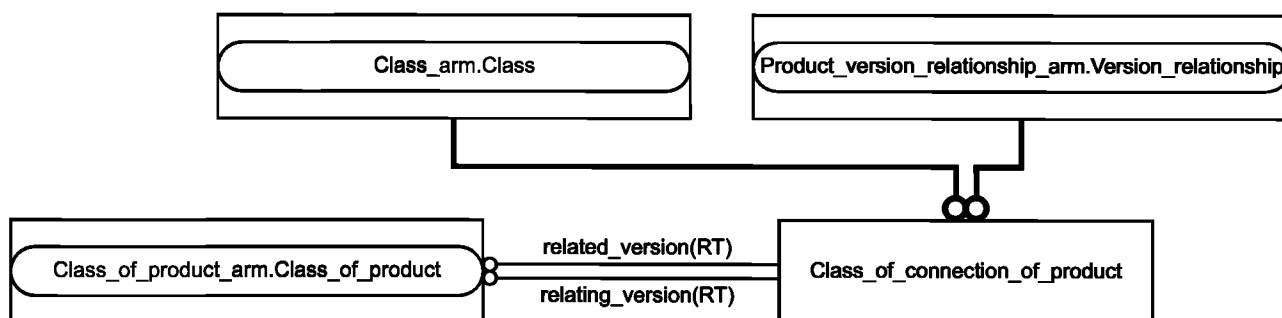 Class_arm.Class
Product_version_relationship_arm.Version_relationship
related_version(RT)
Class_of_product_arm.Class_of_product
Class_of_connection_of_product
relating_version(RT)